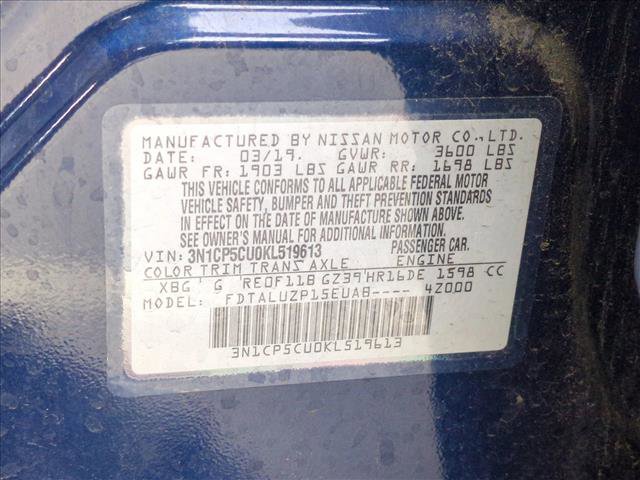 MANUFACTURED BY NISSAN MOTOR CO.,LTD.
DATE: 03/19. GVWR: 3600 LBS
GAWR FR: 1903 LBS GAWR RR: 1698 LBS
THIS VEHICLE CONFORMS TO ALL APPLICABLE FEDERAL MOTOR
VEHICLE SAFETY, BUMPER AND THEFT PREVENTION STANDARDS
IN EFFECT ON THE DATE OF MANUFACTURE SHOWN ABOVE.
SEE OWNER'S MANUAL FOR ADDITIONAL INFORMATION.
VIN: 3N1CP5CU0KL519613 PASSENGER CAR.
COLOR TRIM TRANS AXLE ENGINE
XBG G RE0F11B GZ39 HR16DE 1598 CC
MODEL: FDTALUZP15EUAB---- 4Z000
3N1CP5CU0KL519613